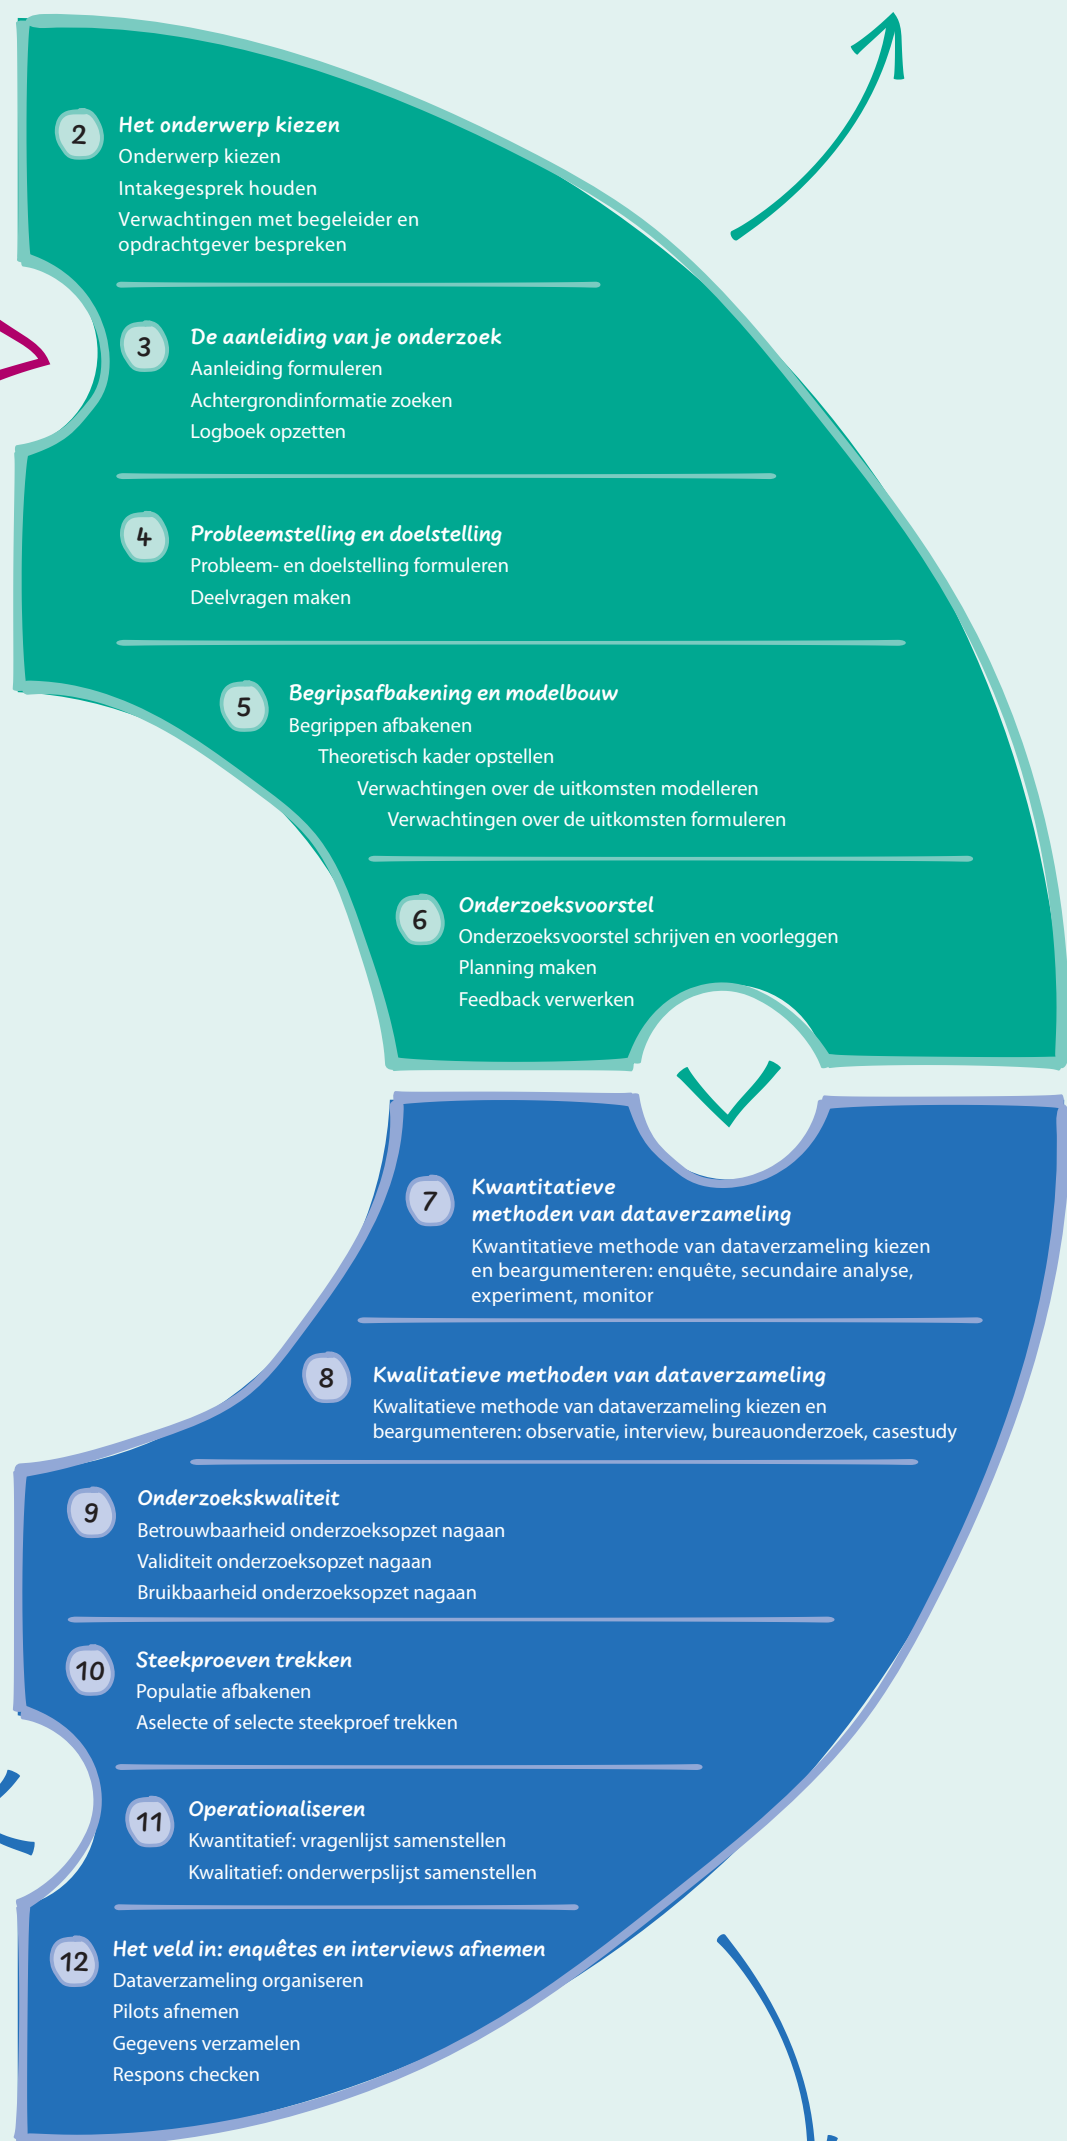 2
Het onderwerp kiezen
Onderwerp kiezen
Intakegesprek houden
Verwachtingen met begeleider en
opdrachtgever bespreken
3
De aanleiding van je onderzoek
Aanleiding formuleren
Achtergrondinformatie zoeken
Logboek opzetten
4
Probleemstelling en doelstelling
Probleem- en doelstelling formuleren
Deelvragen maken
5
Begripsafbakening en modelbouw
Begrippen afbakenen
Theoretisch kader opstellen
Verwachtingen over de uitkomsten modelleren
Verwachtingen over de uitkomsten formuleren
6
Onderzoeksvoorstel
Onderzoeksvoorstel schrijven en voorleggen
Planning maken
Feedback verwerken
7
Kwantitatieve
methoden van dataverzameling
Kwantitatieve methode van dataverzameling kiezen
en beargumenteren: enquête, secundaire analyse,
experiment, monitor
8
Kwalitatieve methoden van dataverzameling
Kwalitatieve methode van dataverzameling kiezen en
beargumenteren: observatie, interview, bureauonderzoek, casestudy
9
Onderzoekskwaliteit
Betrouwbaarheid onderzoeksopzet nagaan
Validiteit onderzoeksopzet nagaan
Bruikbaarheid onderzoeksopzet nagaan
10
Steekproeven trekken
Populatie afbakenen
Aselecte of selecte steekproef trekken
11
Operationaliseren
Kwantitatief: vragenlijst samenstellen
Kwalitatief: onderwerpslijst samenstellen
12
Het veld in: enquêtes en interviews afnemen
Dataverzameling organiseren
Pilots afnemen
Gegevens verzamelen
Respons checken